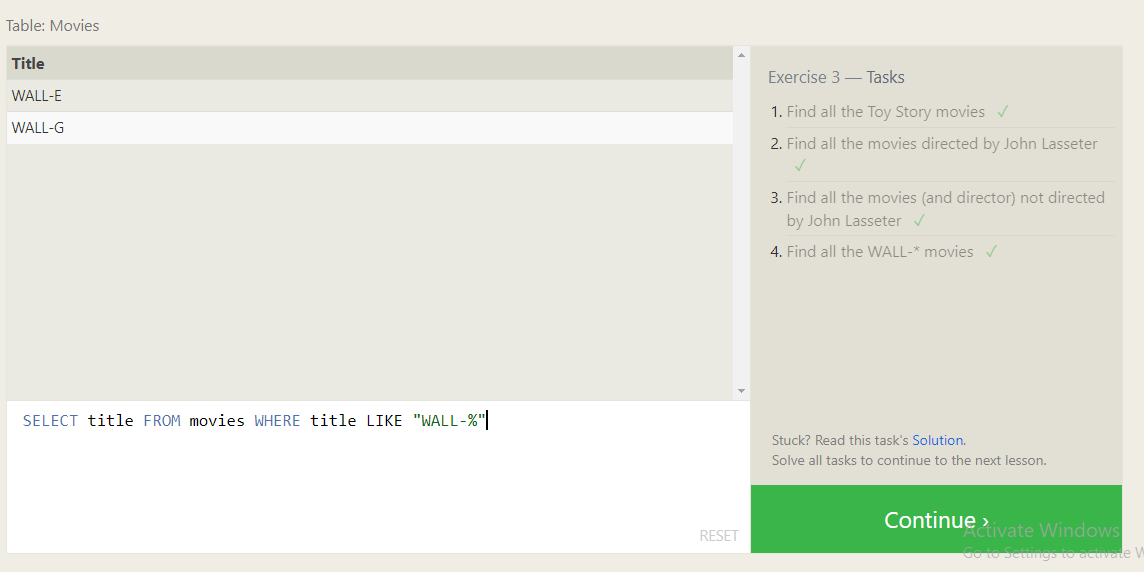 Table: Movies
Title
WALL-E
WALL-G
SELECT title FROM movies WHERE title LIKE "WALL-%"
RESET
Exercise 3 — Tasks
1. Find all the Toy Story movies ✓
2. Find all the movies directed by John Lasseter
✓
3. Find all the movies (and director) not directed
by John Lasseter ✓
4. Find all the WALL-* movies ✓
Stuck? Read this task's Solution.
Solve all tasks to continue to the next lesson.
Continue ›
Activate Windows
Go to Settings to activate W